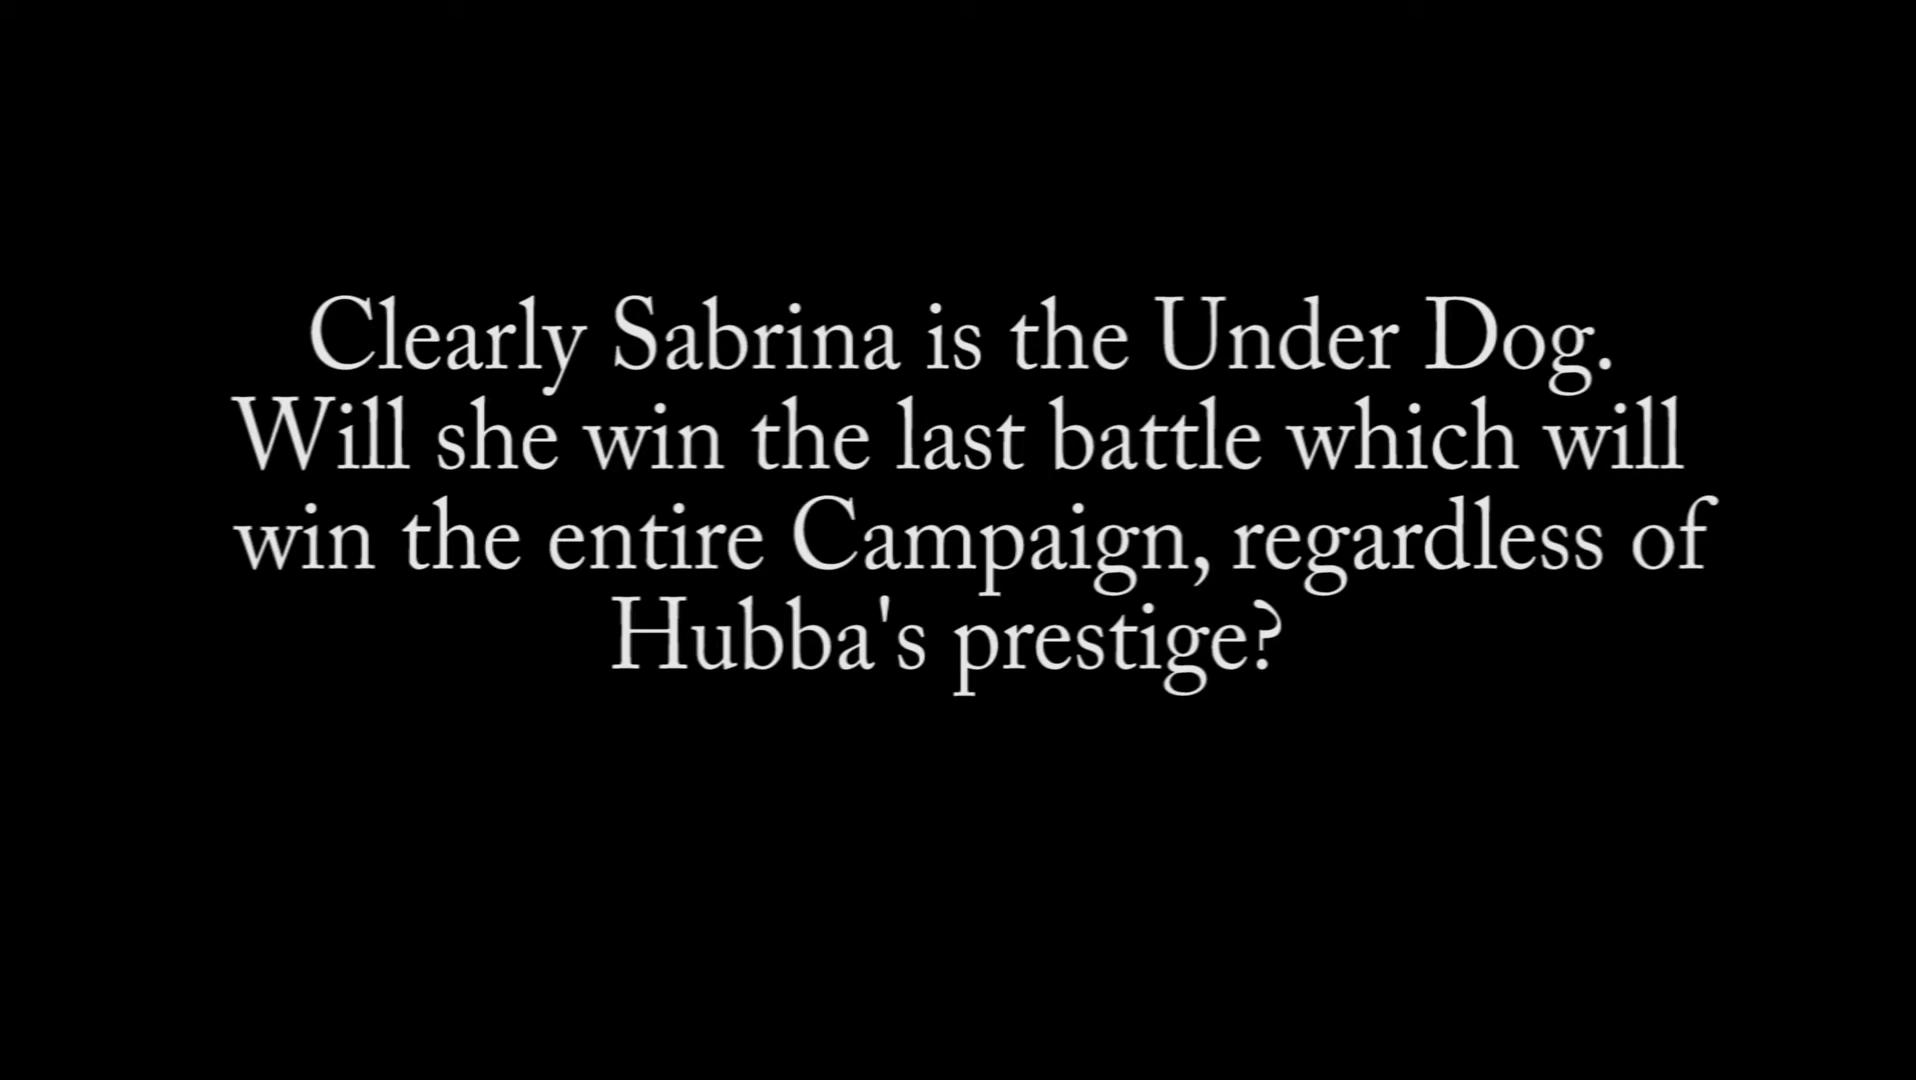 Clearly Sabrina is the Under Dog.
Will she win the last battle which will
win the entire Campaign, regardless of
Hubba's prestige?